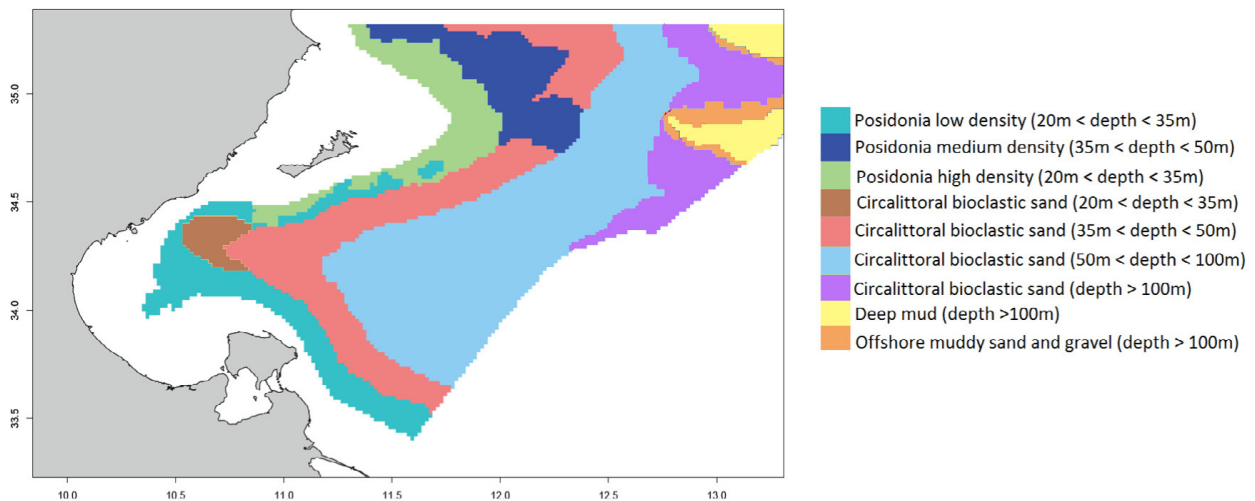 35.0
34.5
34.0
33.5
10.0 10.5 11.0 11.5 12.0 12.5 13.0
Posidonia low density (20m < depth < 35m)
Posidonia medium density (35m < depth < 50m)
Posidonia high density (20m < depth < 35m)
Circalittoral bioclastic sand (20m < depth < 35m)
Circalittoral bioclastic sand (35m < depth < 50m)
Circalittoral bioclastic sand (50m < depth < 100m)
Circalittoral bioclastic sand (depth > 100m)
Deep mud (depth >100m)
Offshore muddy sand and gravel (depth > 100m)